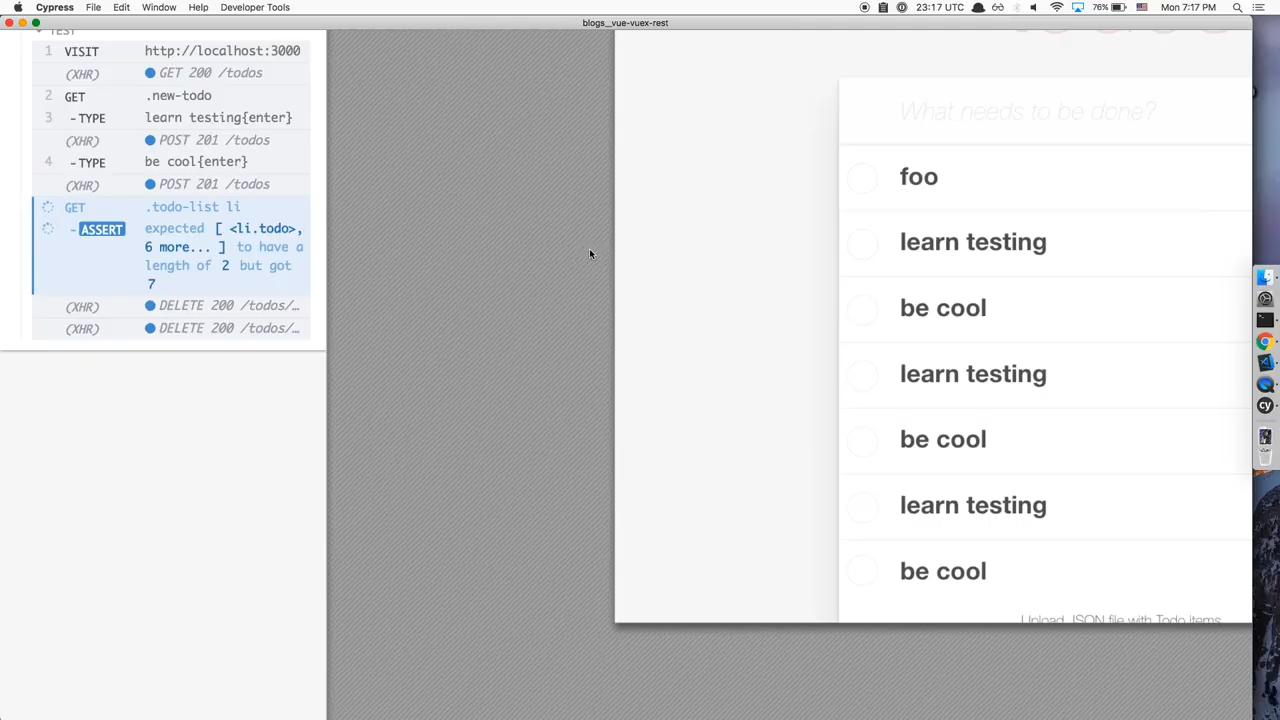 Cypress File Edit Window Help Developer Tools 23:17 UTC 76% Mon 7:17 PM
blogs__vue-vuex-rest
TEST
1 VISIT http://localhost:3000
(XHR) GET 200 /todos
2 GET .new-todo
3 -TYPE learn testing{enter}
(XHR) POST 201 /todos
4 -TYPE be cool{enter}
(XHR) POST 201 /todos
GET .todo-list li
-ASSERT expected [ <li.todo>,
6 more... ] to have a
length of 2 but got
7
(XHR) DELETE 200 /todos/…
(XHR) DELETE 200 /todos/…
What needs to be done?
foo
learn testing
be cool
learn testing
be cool
learn testing
be cool
Upload JSON file with Todo items
cy